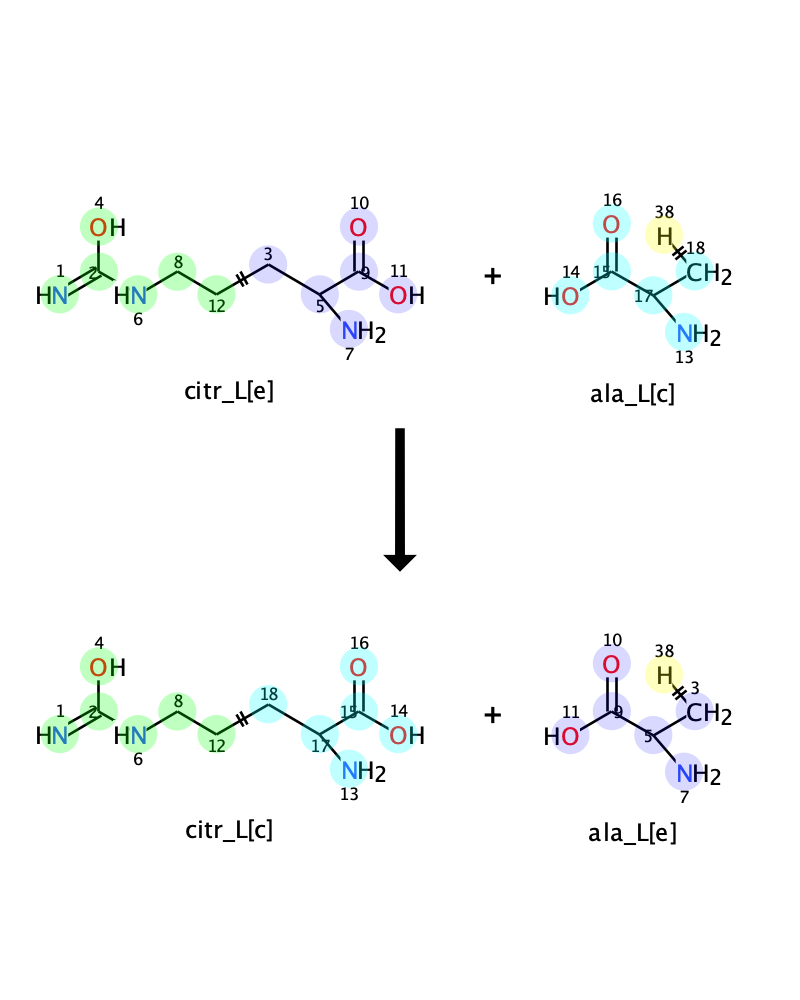 4 10 16 38
OH O O H
3 18
1 2 8 9 11 14 15 CH2
HN HN OH HO
6 12 5 17
NH2 NH2
7 13
+
citr_L[e] ala_L[c]
4 16 10 38
OH O O H
18 3
1 2 8 15 14 11 9 CH2
HN HN OH HO
6 12 17 5
NH2 NH2
13 7
+
citr_L[c] ala_L[e]